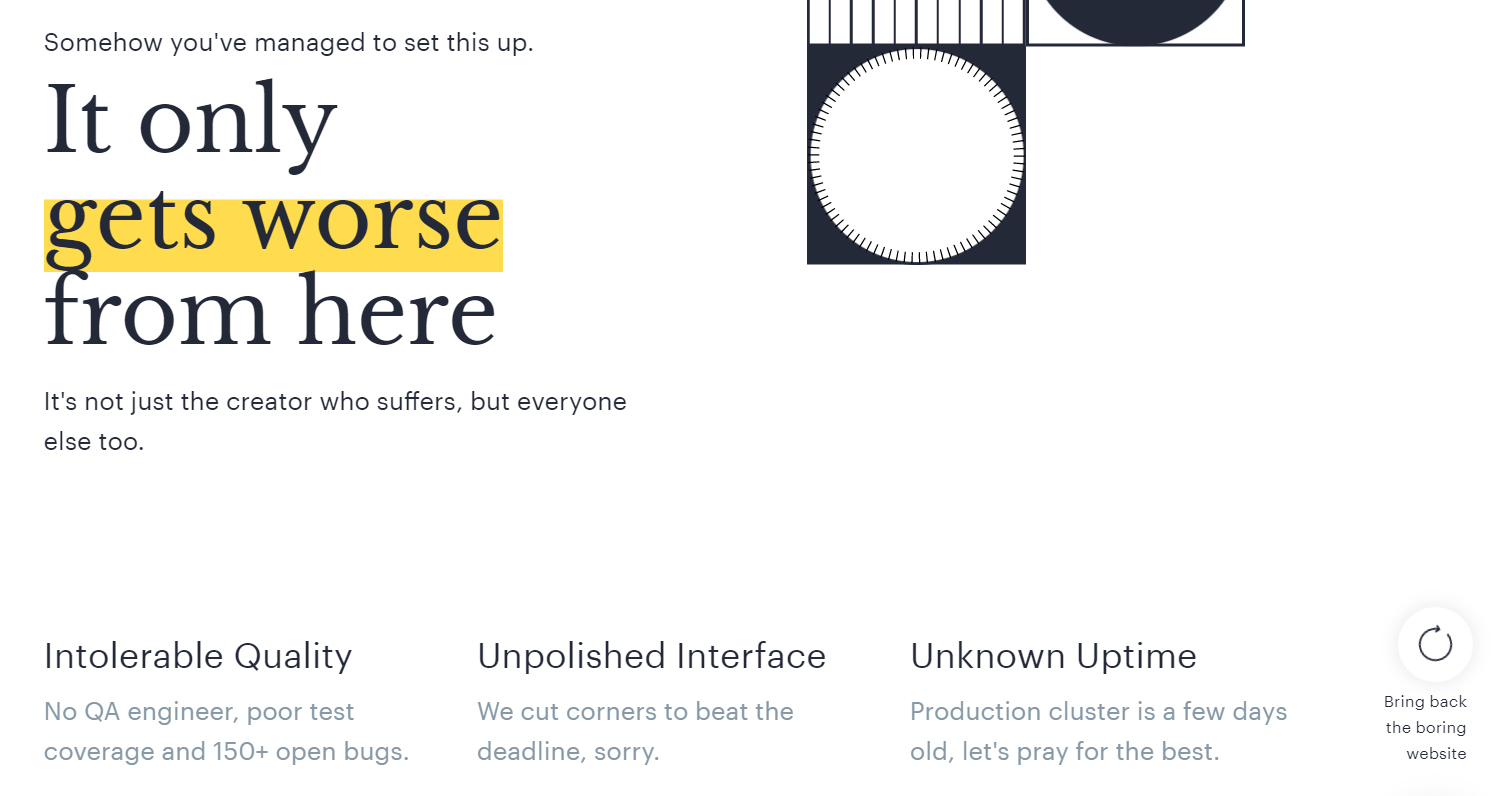 Somehow you've managed to set this up.
It only
gets worse
from here
It's not just the creator who suffers, but everyone
else too.
Intolerable Quality
No QA engineer, poor test
coverage and 150+ open bugs.
Unpolished Interface
We cut corners to beat the
deadline, sorry.
Unknown Uptime
Production cluster is a few days
old, let's pray for the best.
Bring back
the boring
website